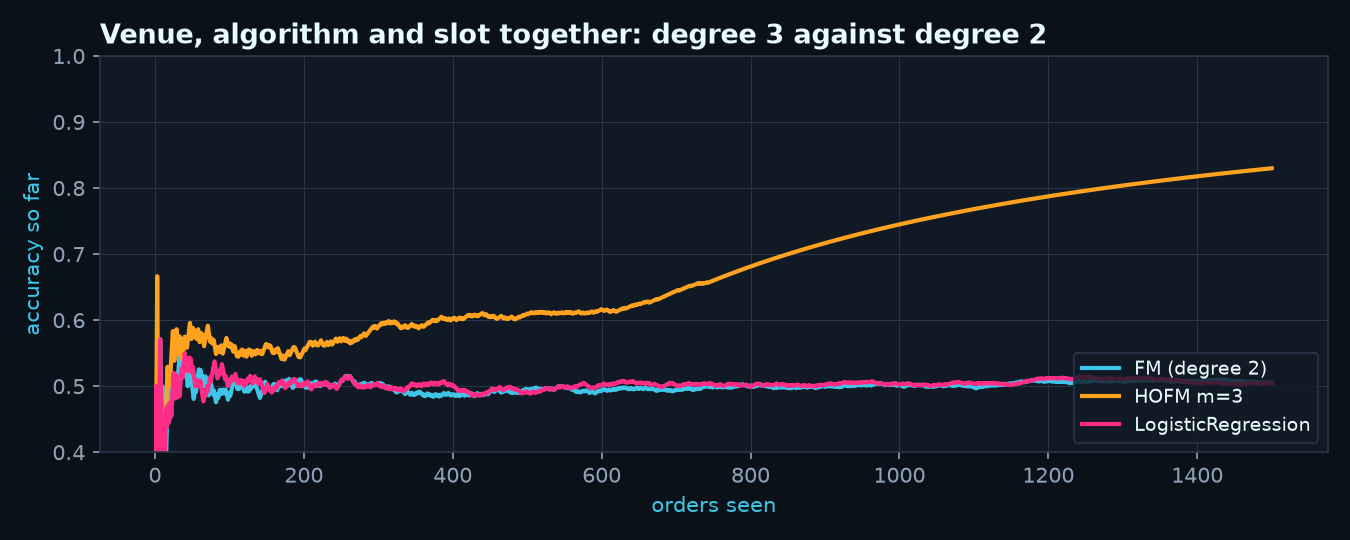 Venue, algorithm and slot together: degree 3 against degree 2
accuracy so far
1.0
0.9
0.8
0.7
0.6
0.5
0.4
0 200 400 600 800 1000 1200 1400
orders seen
FM (degree 2)
HOFM m=3
LogisticRegression